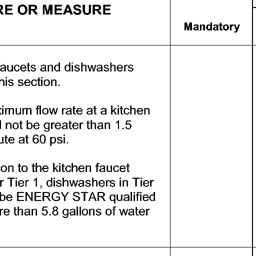 RE OR MEASURE
Mandatory
aucets and dishwashers
his section.
ximum flow rate at a kitchen
not be greater than 1.5
ute at 60 psi.
on to the kitchen faucet
r Tier 1, dishwashers in Tier
be ENERGY STAR qualified
re than 5.8 gallons of water